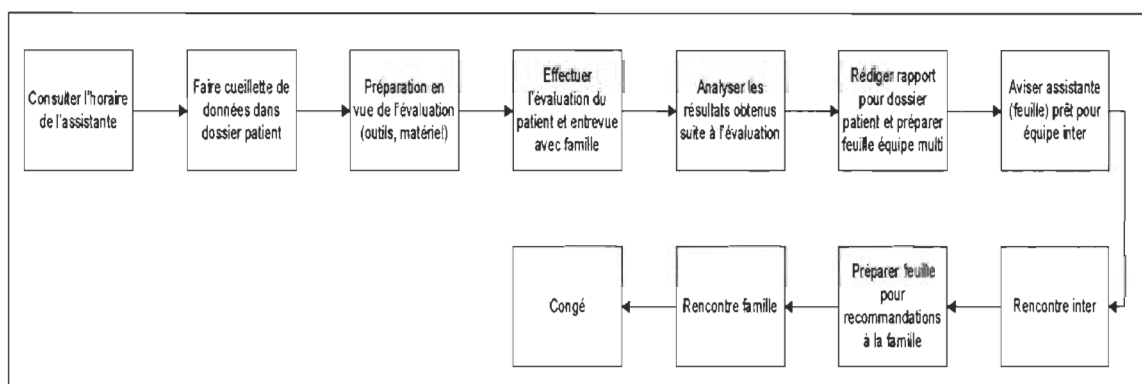 Consulter l'horaire
de l'assistante
Faire cueillette de
données dans
dossier patient
Préparation en
vue de l'évaluation
(outils, matériel)
Effectuer
l'évaluation du
patient et entrevue
avec famille
Analyser les
résultats obtenus
suite à l'évaluation
Rédiger rapport
pour dossier
patient et préparer
feuille équipe multi
Aviser assistante
(feuille) prêt pour
équipe inter
Rencontre inter
Préparer feuille
pour
recommandations
à la famille
Rencontre famille
Congé